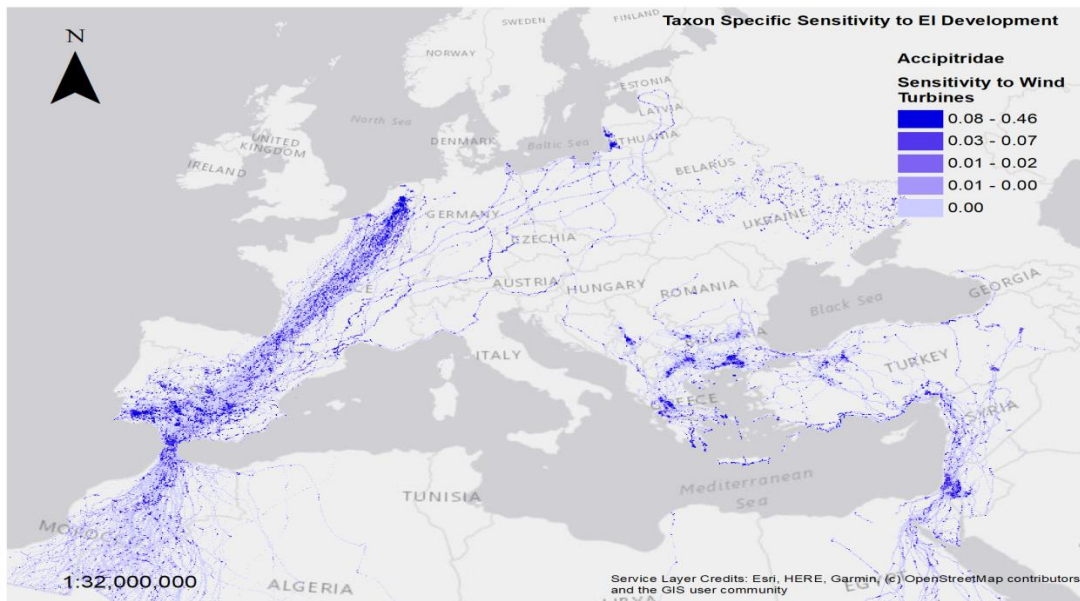 Taxon Specific Sensitivity to EI Development
N
Accipitridae
Sensitivity to Wind
Turbines
0.08 - 0.46
0.03 - 0.07
0.01 - 0.02
0.01 - 0.00
0.00
SWEDEN
FINLAND
NORWAY
ESTONIA
LATVIA
North Sea
UNITED
KINGDOM
DENMARK
Baltic Sea
LITHUANIA
IRELAND
BELARUS
GERMANY
UKRAINE
CZECHIA
AUSTRIA
HUNGARY
ROMANIA
GEORGIA
Black Sea
ITALY
TURKEY
GREECE
SYRIA
TUNISIA
Mediterranean
Sea
MOROCCO
ALGERIA
EGYPT
1:32,000,000
Service Layer Credits: Esri, HERE, Garmin, (c) OpenStreetMap contributors
and the GIS user community